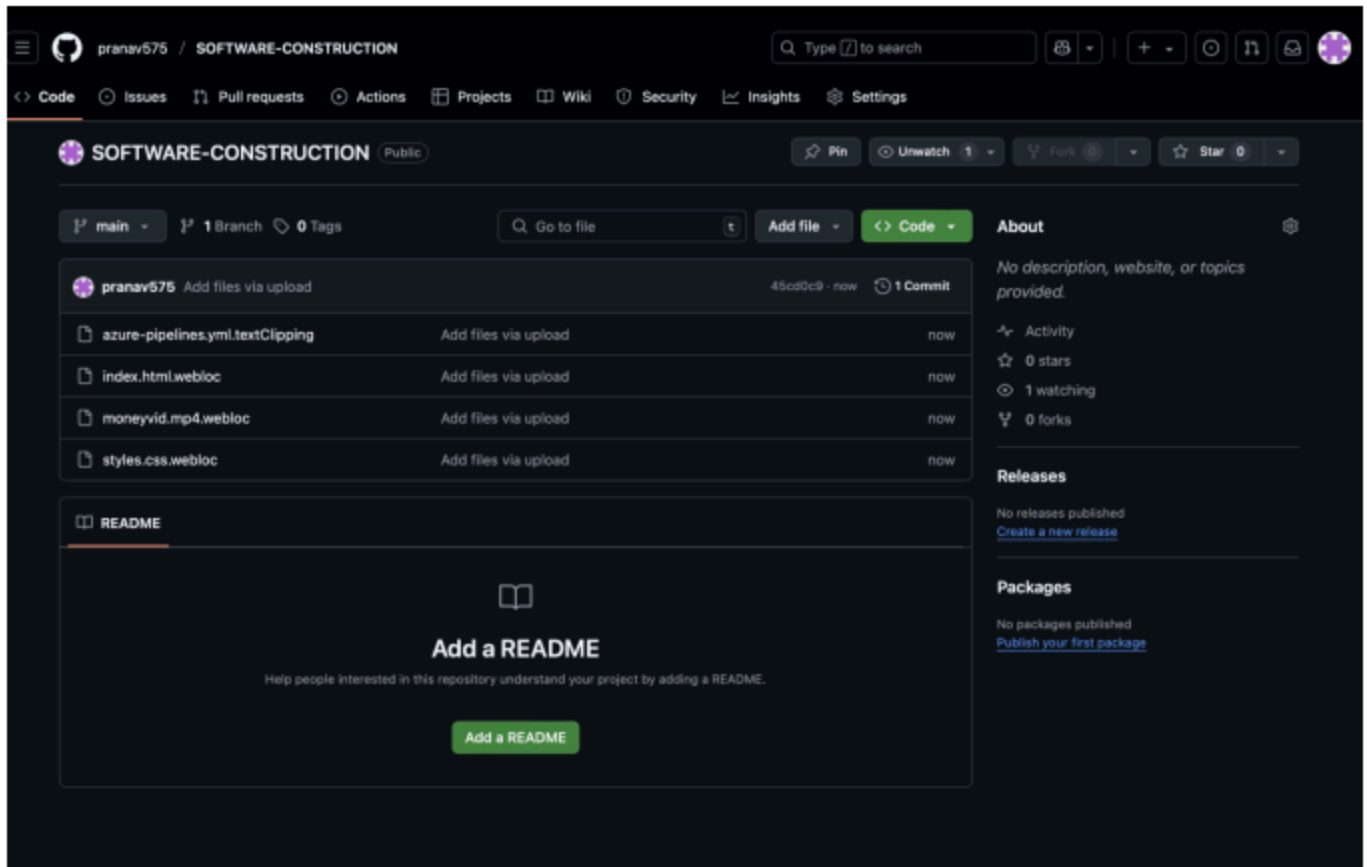 pranav575 / SOFTWARE-CONSTRUCTION
Type / to search
Code Issues Pull requests Actions Projects Wiki Security Insights Settings
SOFTWARE-CONSTRUCTION Public
Pin Unwatch 1 Fork 0 Star 0
main 1 Branch 0 Tags Go to file t Add file Code
pranav575 Add files via upload 45cd0c9 · now 1 Commit
azure-pipelines.yml.textClipping Add files via upload now
index.html.webloc Add files via upload now
moneyvid.mp4.webloc Add files via upload now
styles.css.webloc Add files via upload now
README
Add a README
Help people interested in this repository understand your project by adding a README.
Add a README
About
No description, website, or topics
provided.
Activity
0 stars
1 watching
0 forks
Releases
No releases published
Create a new release
Packages
No packages published
Publish your first package